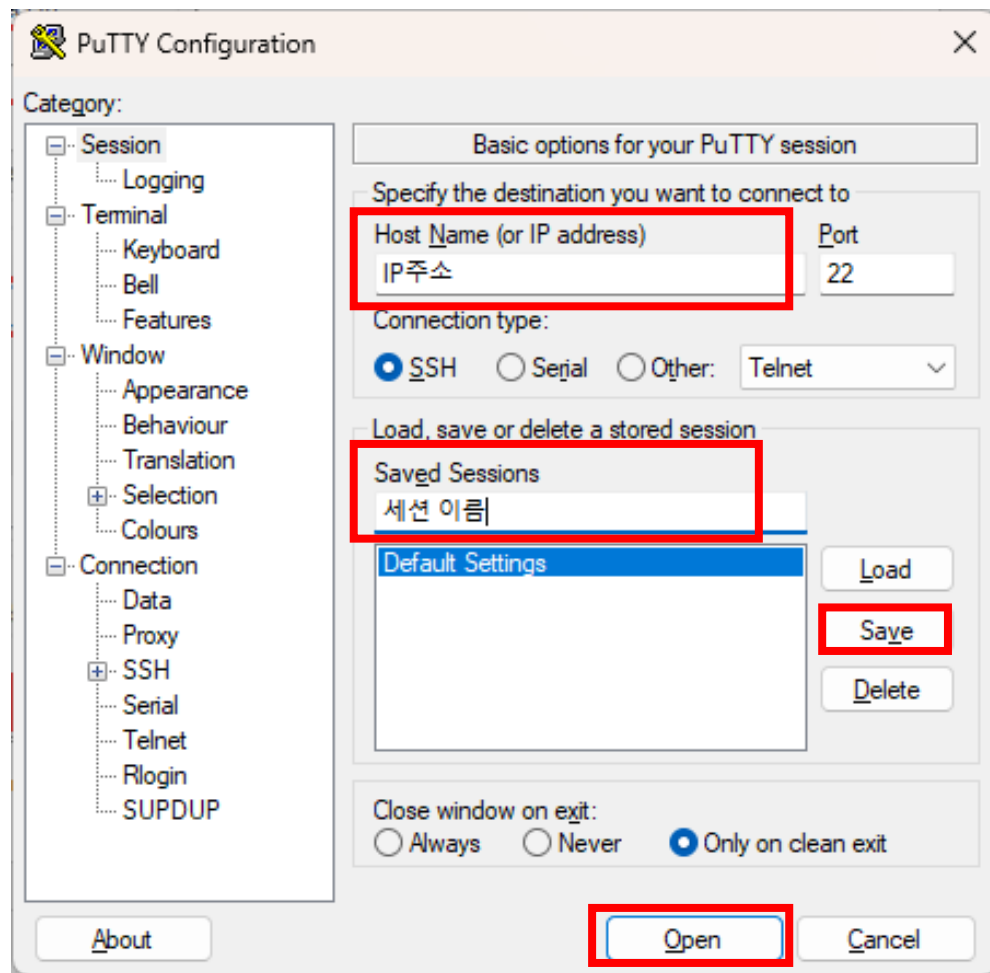 PuTTY Configuration
Category:
Session
Logging
Terminal
Keyboard
Bell
Features
Window
Appearance
Behaviour
Translation
Selection
Colours
Connection
Data
Proxy
SSH
Serial
Telnet
Rlogin
SUPDUP
Basic options for your PuTTY session
Specify the destination you want to connect to
Host Name (or IP address) Port
IP주소 22
Connection type:
SSH Serial Other: Telnet
Load, save or delete a stored session
Saved Sessions
세션 이름
Default Settings
Load
Save
Delete
Close window on exit:
Always Never Only on clean exit
About Open Cancel